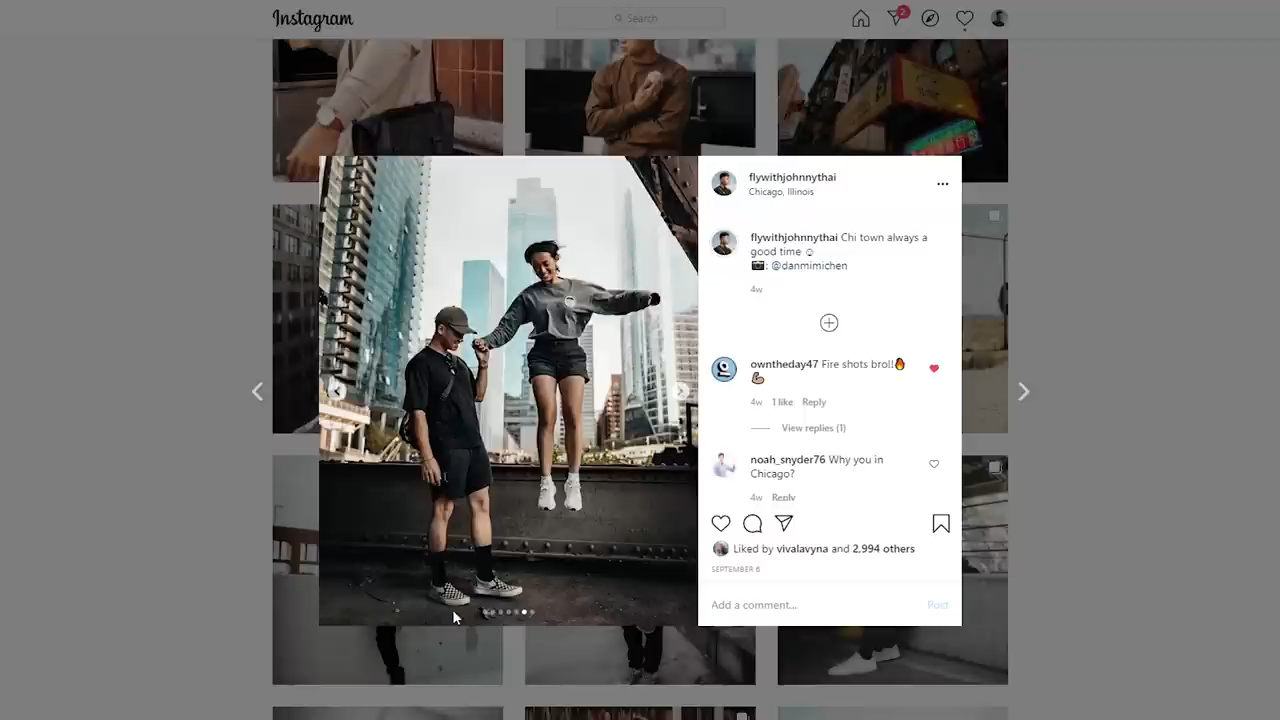 Instagram
Search
2
flywithjohnnythai
Chicago, Illinois
flywithjohnnythai Chi town always a
good time
: @danmimichen
4w
owntheday47 Fire shots bro!!
4w 1 like Reply
View replies (1)
noah_snyder76 Why you in
Chicago?
4w Reply
Liked by vivalavyna and 2,994 others
SEPTEMBER 6
Add a comment...
Post